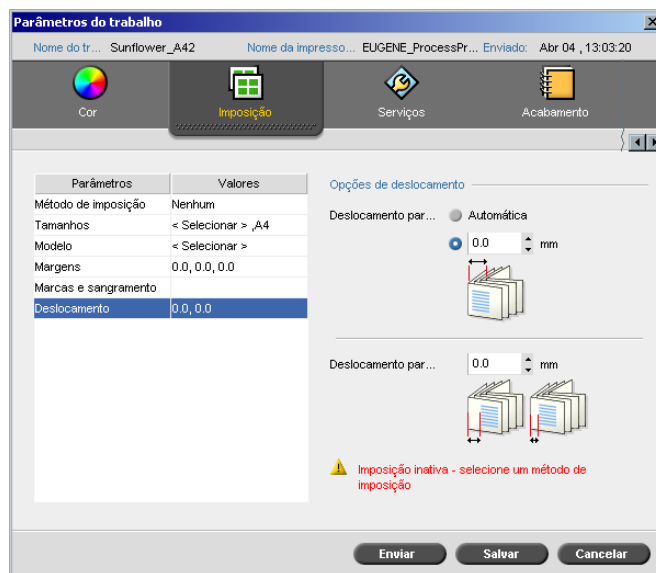 Parâmetros do trabalho
Nome do tr... Sunflower_A42 Nome da impresso... EUGENE_ProcessPr... Enviado: Abr 04 , 13:03:20
Cor Imposição Serviços Acabamento
Parâmetros Valores
Método de imposição Nenhum
Tamanhos < Selecionar > ,A4
Modelo < Selecionar >
Margens 0.0, 0.0, 0.0
Marcas e sangramento
Deslocamento 0.0, 0.0
Opções de deslocamento
Deslocamento par... Automática
0.0 mm
Deslocamento par... 0.0 mm
Imposição inativa - selecione um método de
imposição
Enviar Salvar Cancelar